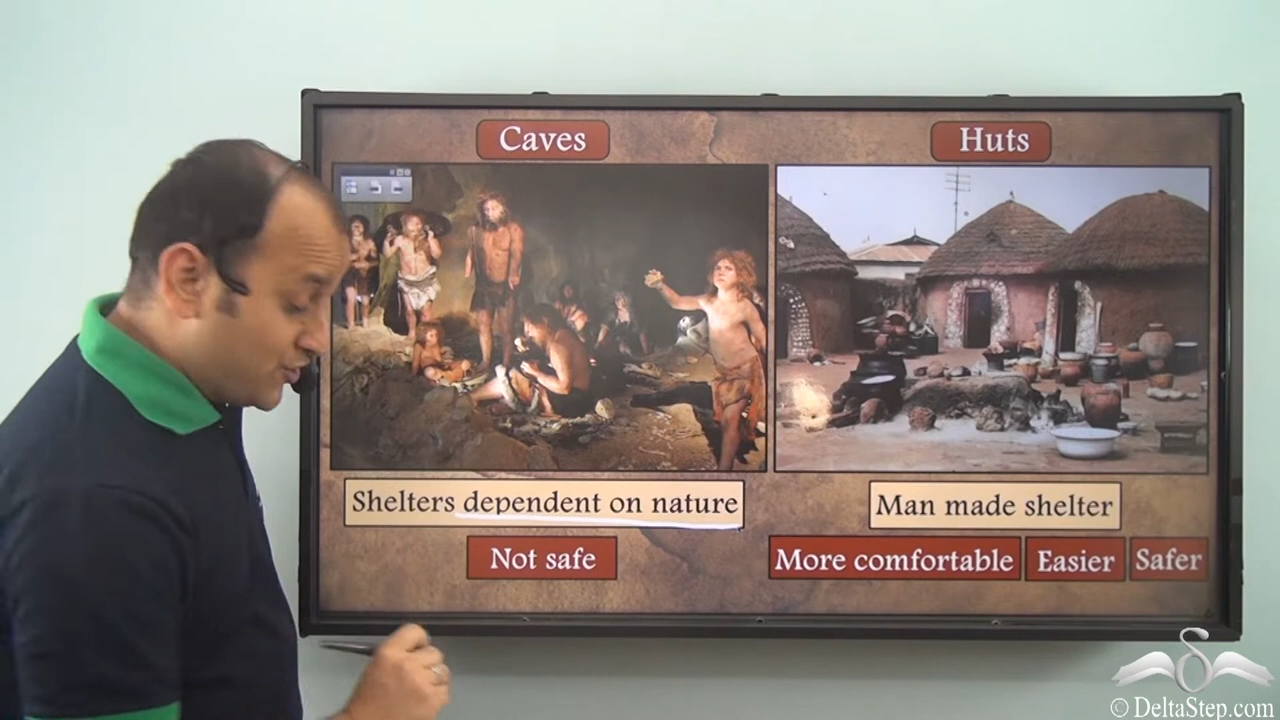 Caves
Huts
Shelters dependent on nature
Man made shelter
Not safe
More comfortable
Easier
Safer
© DeltaStep.com